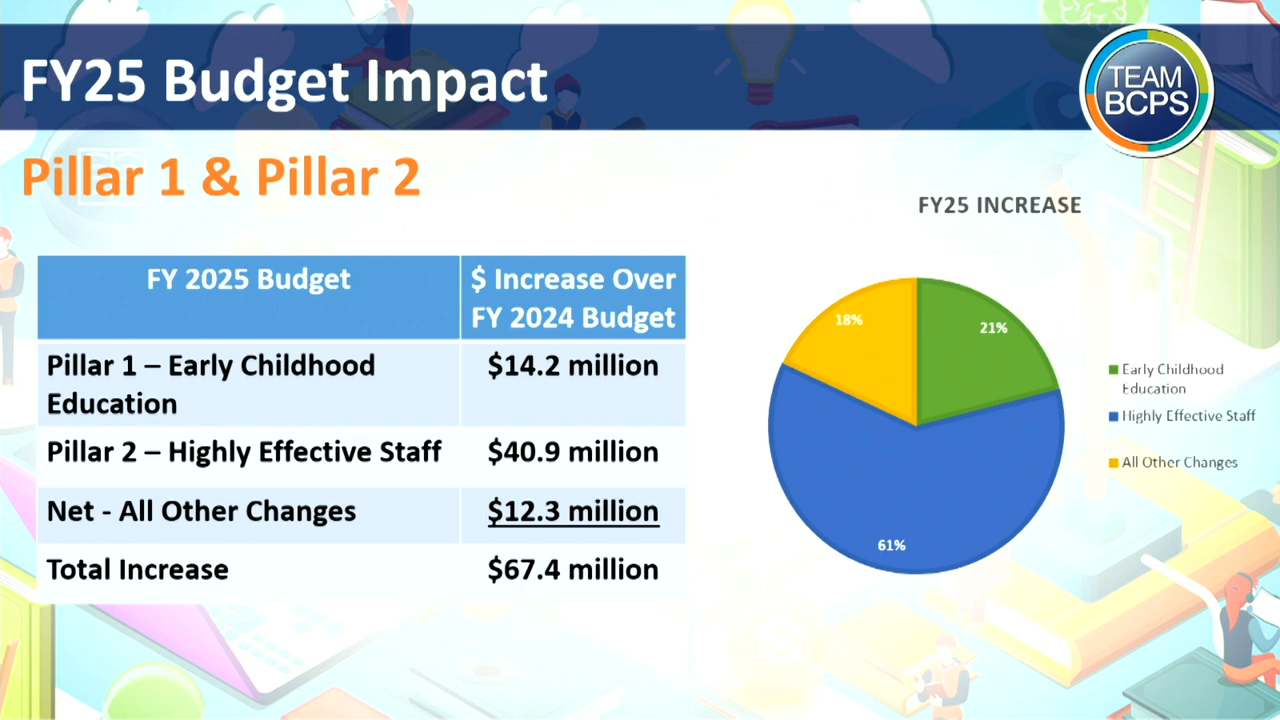 FY25 Budget Impact
TEAM
BCPS
Pillar 1 & Pillar 2
FY 2025 Budget
$ Increase Over
FY 2024 Budget
Pillar 1 – Early Childhood
Education
$14.2 million
Pillar 2 – Highly Effective Staff
$40.9 million
Net - All Other Changes
$12.3 million
Total Increase
$67.4 million
FY25 INCREASE
18%
21%
61%
Early Childhood
Education
Highly Effective Staff
All Other Changes